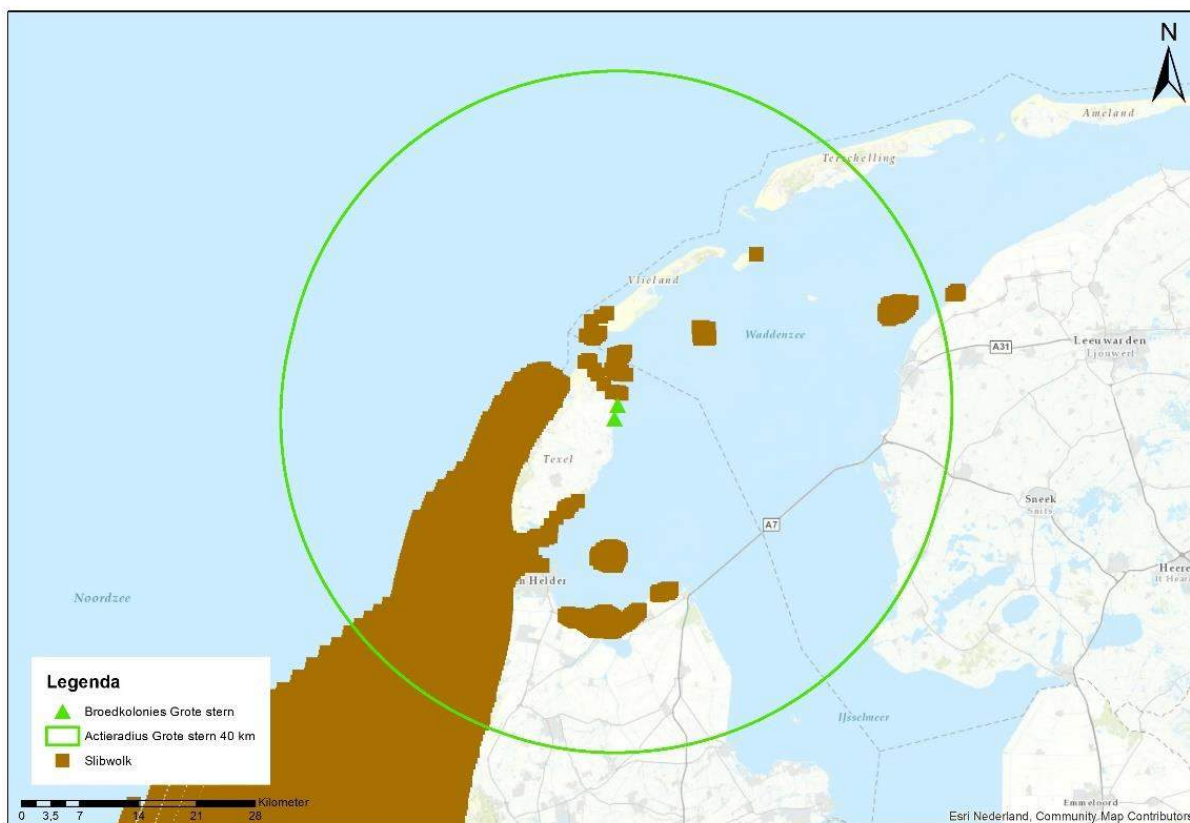 N
Ameland
Terschelling
Vlieland
Waddenzee
A31
Leeuwarden
Ljouwert
Texel
Sneek
Snits
A7
n Helder
Heere
It Hearr
Noordzee
IJsselmeer
Emmeloord
Legenda
Broedkolonies Grote stern
Actieradius Grote stern 40 km
Slibwolk
Kilometer
0 3,5 7 14 21 28
Esri Nederland, Community Map Contributors